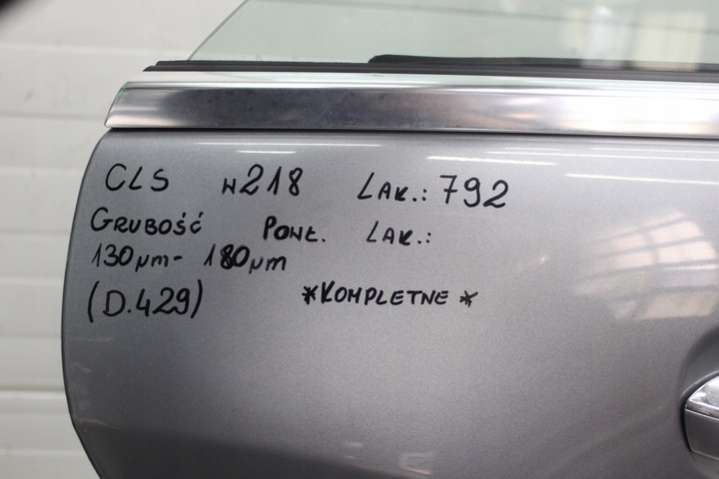 CLS W218 LAK.: 792
GRUBOŚĆ POWŁ. LAK.:
130μm- 180μm
(D.429) *KOMPLETNE*